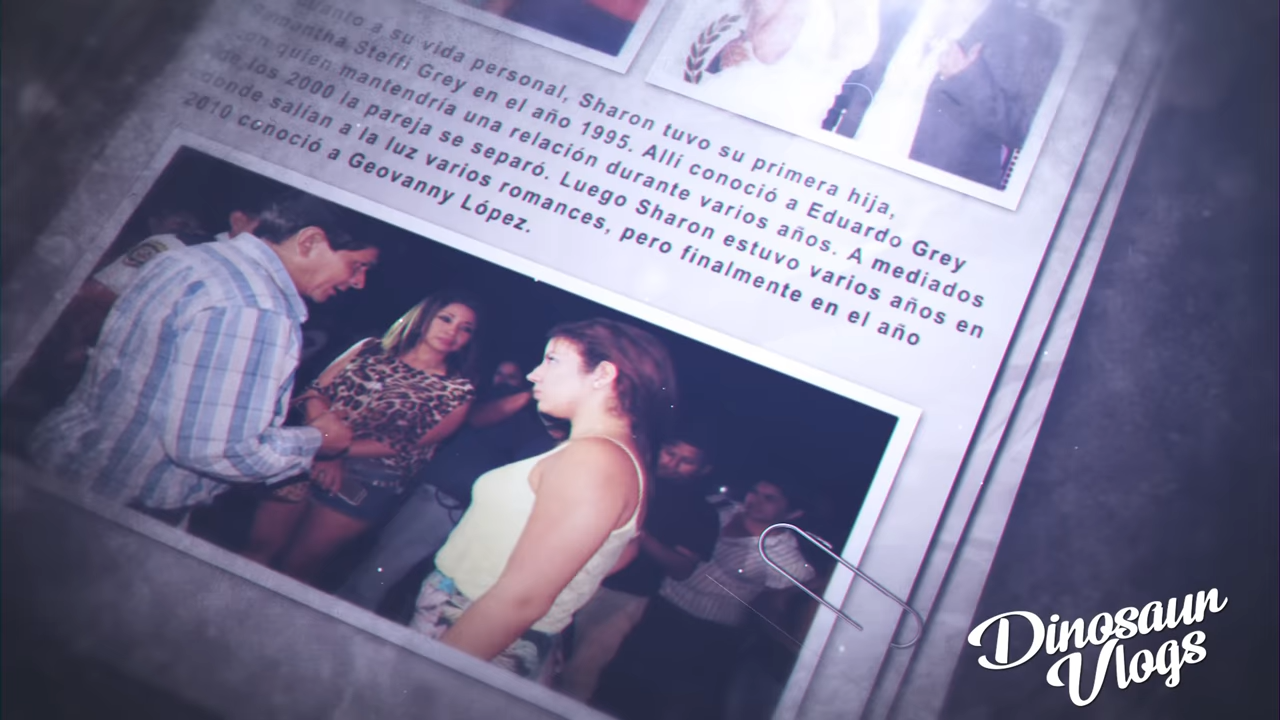 cuanto a su vida personal, Sharon tuvo su primera hija,
Samantha Steffi Grey en el año 1995. Allí conoció a Eduardo Grey
con quien mantendría una relación durante varios años. A mediados
de los 2000 la pareja se separó. Luego Sharon estuvo varios años en
donde salían a la luz varios romances, pero finalmente en el año
2010 conoció a Geovanny López.
Dinosaur
Vlogs